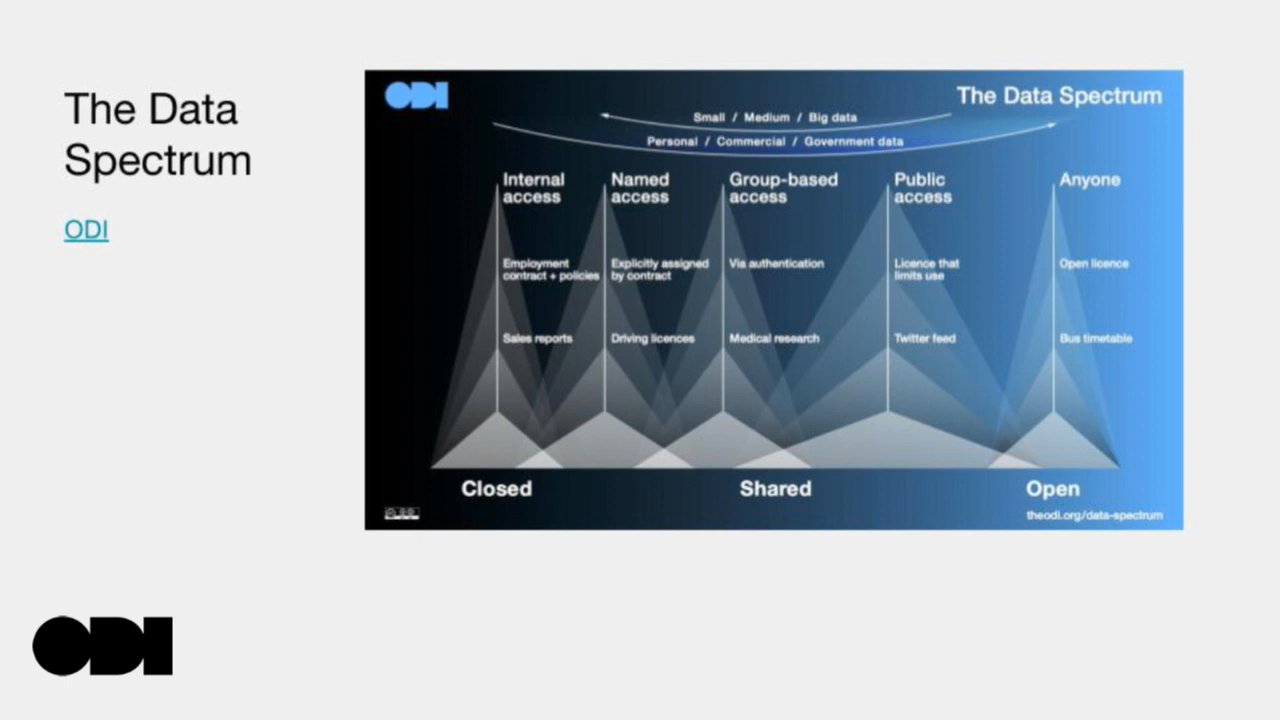 The Data
Spectrum
ODI
ODI
The Data Spectrum
Small / Medium / Big data
Personal / Commercial / Government data
Internal
access
Named
access
Group-based
access
Public
access
Anyone
Employment
contract + policies
Explicitly assigned
by contract
Via authentication
Licence that
limits use
Open licence
Sales reports
Driving licences
Medical research
Twitter feed
Bus timetable
Closed
Shared
Open
theodi.org/data-spectrum
ODI